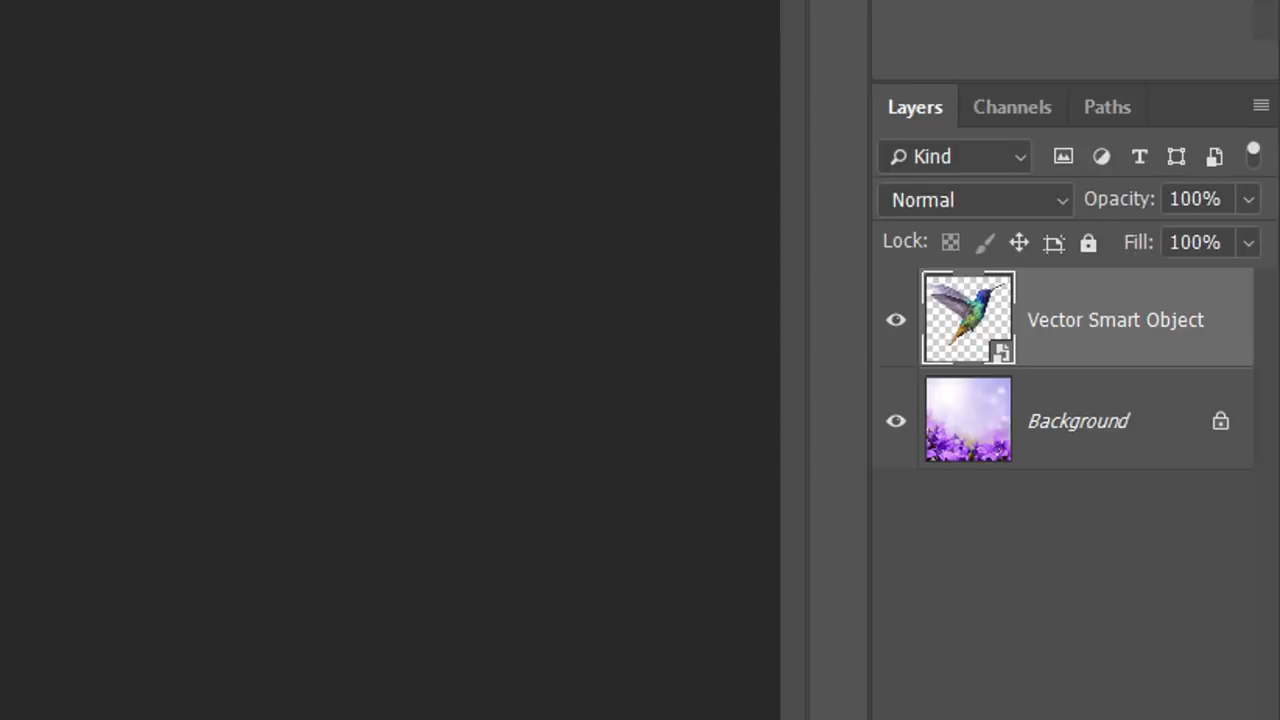 Layers Channels Paths
Kind
Normal Opacity: 100%
Lock: Fill: 100%
Vector Smart Object
Background